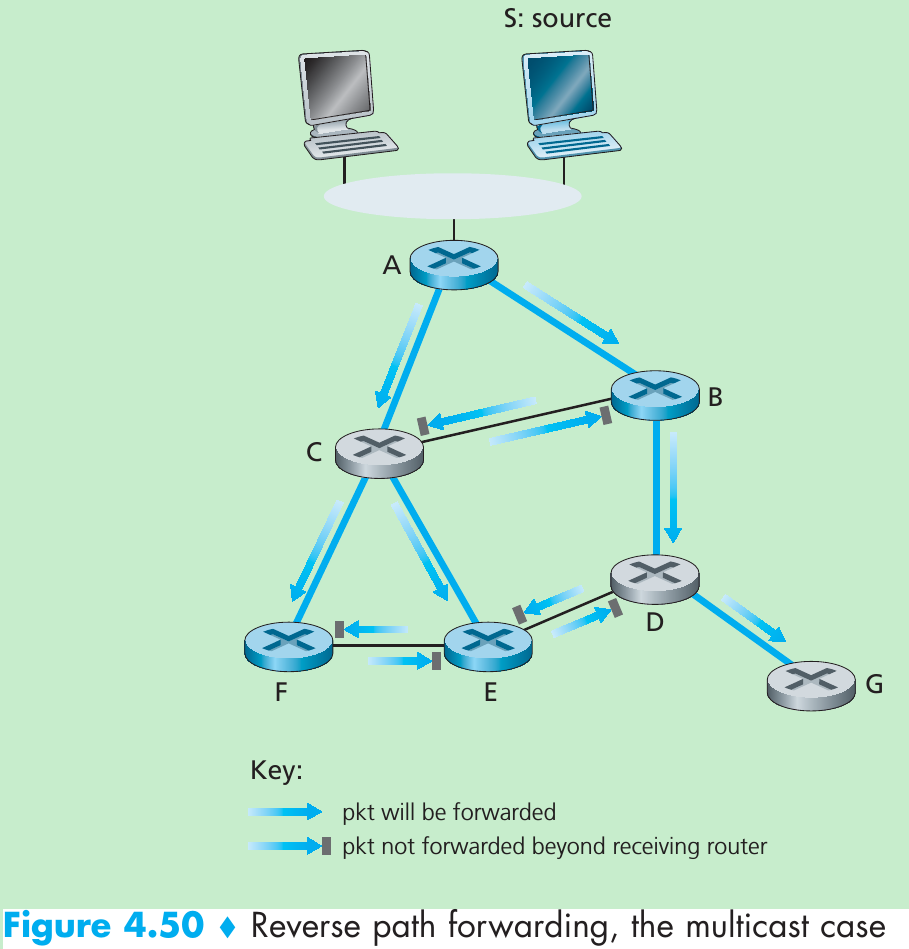 S: source
A
B
C
D
F
E
G
Key:
pkt will be forwarded
pkt not forwarded beyond receiving router
Figure 4.50 ♦ Reverse path forwarding, the multicast case